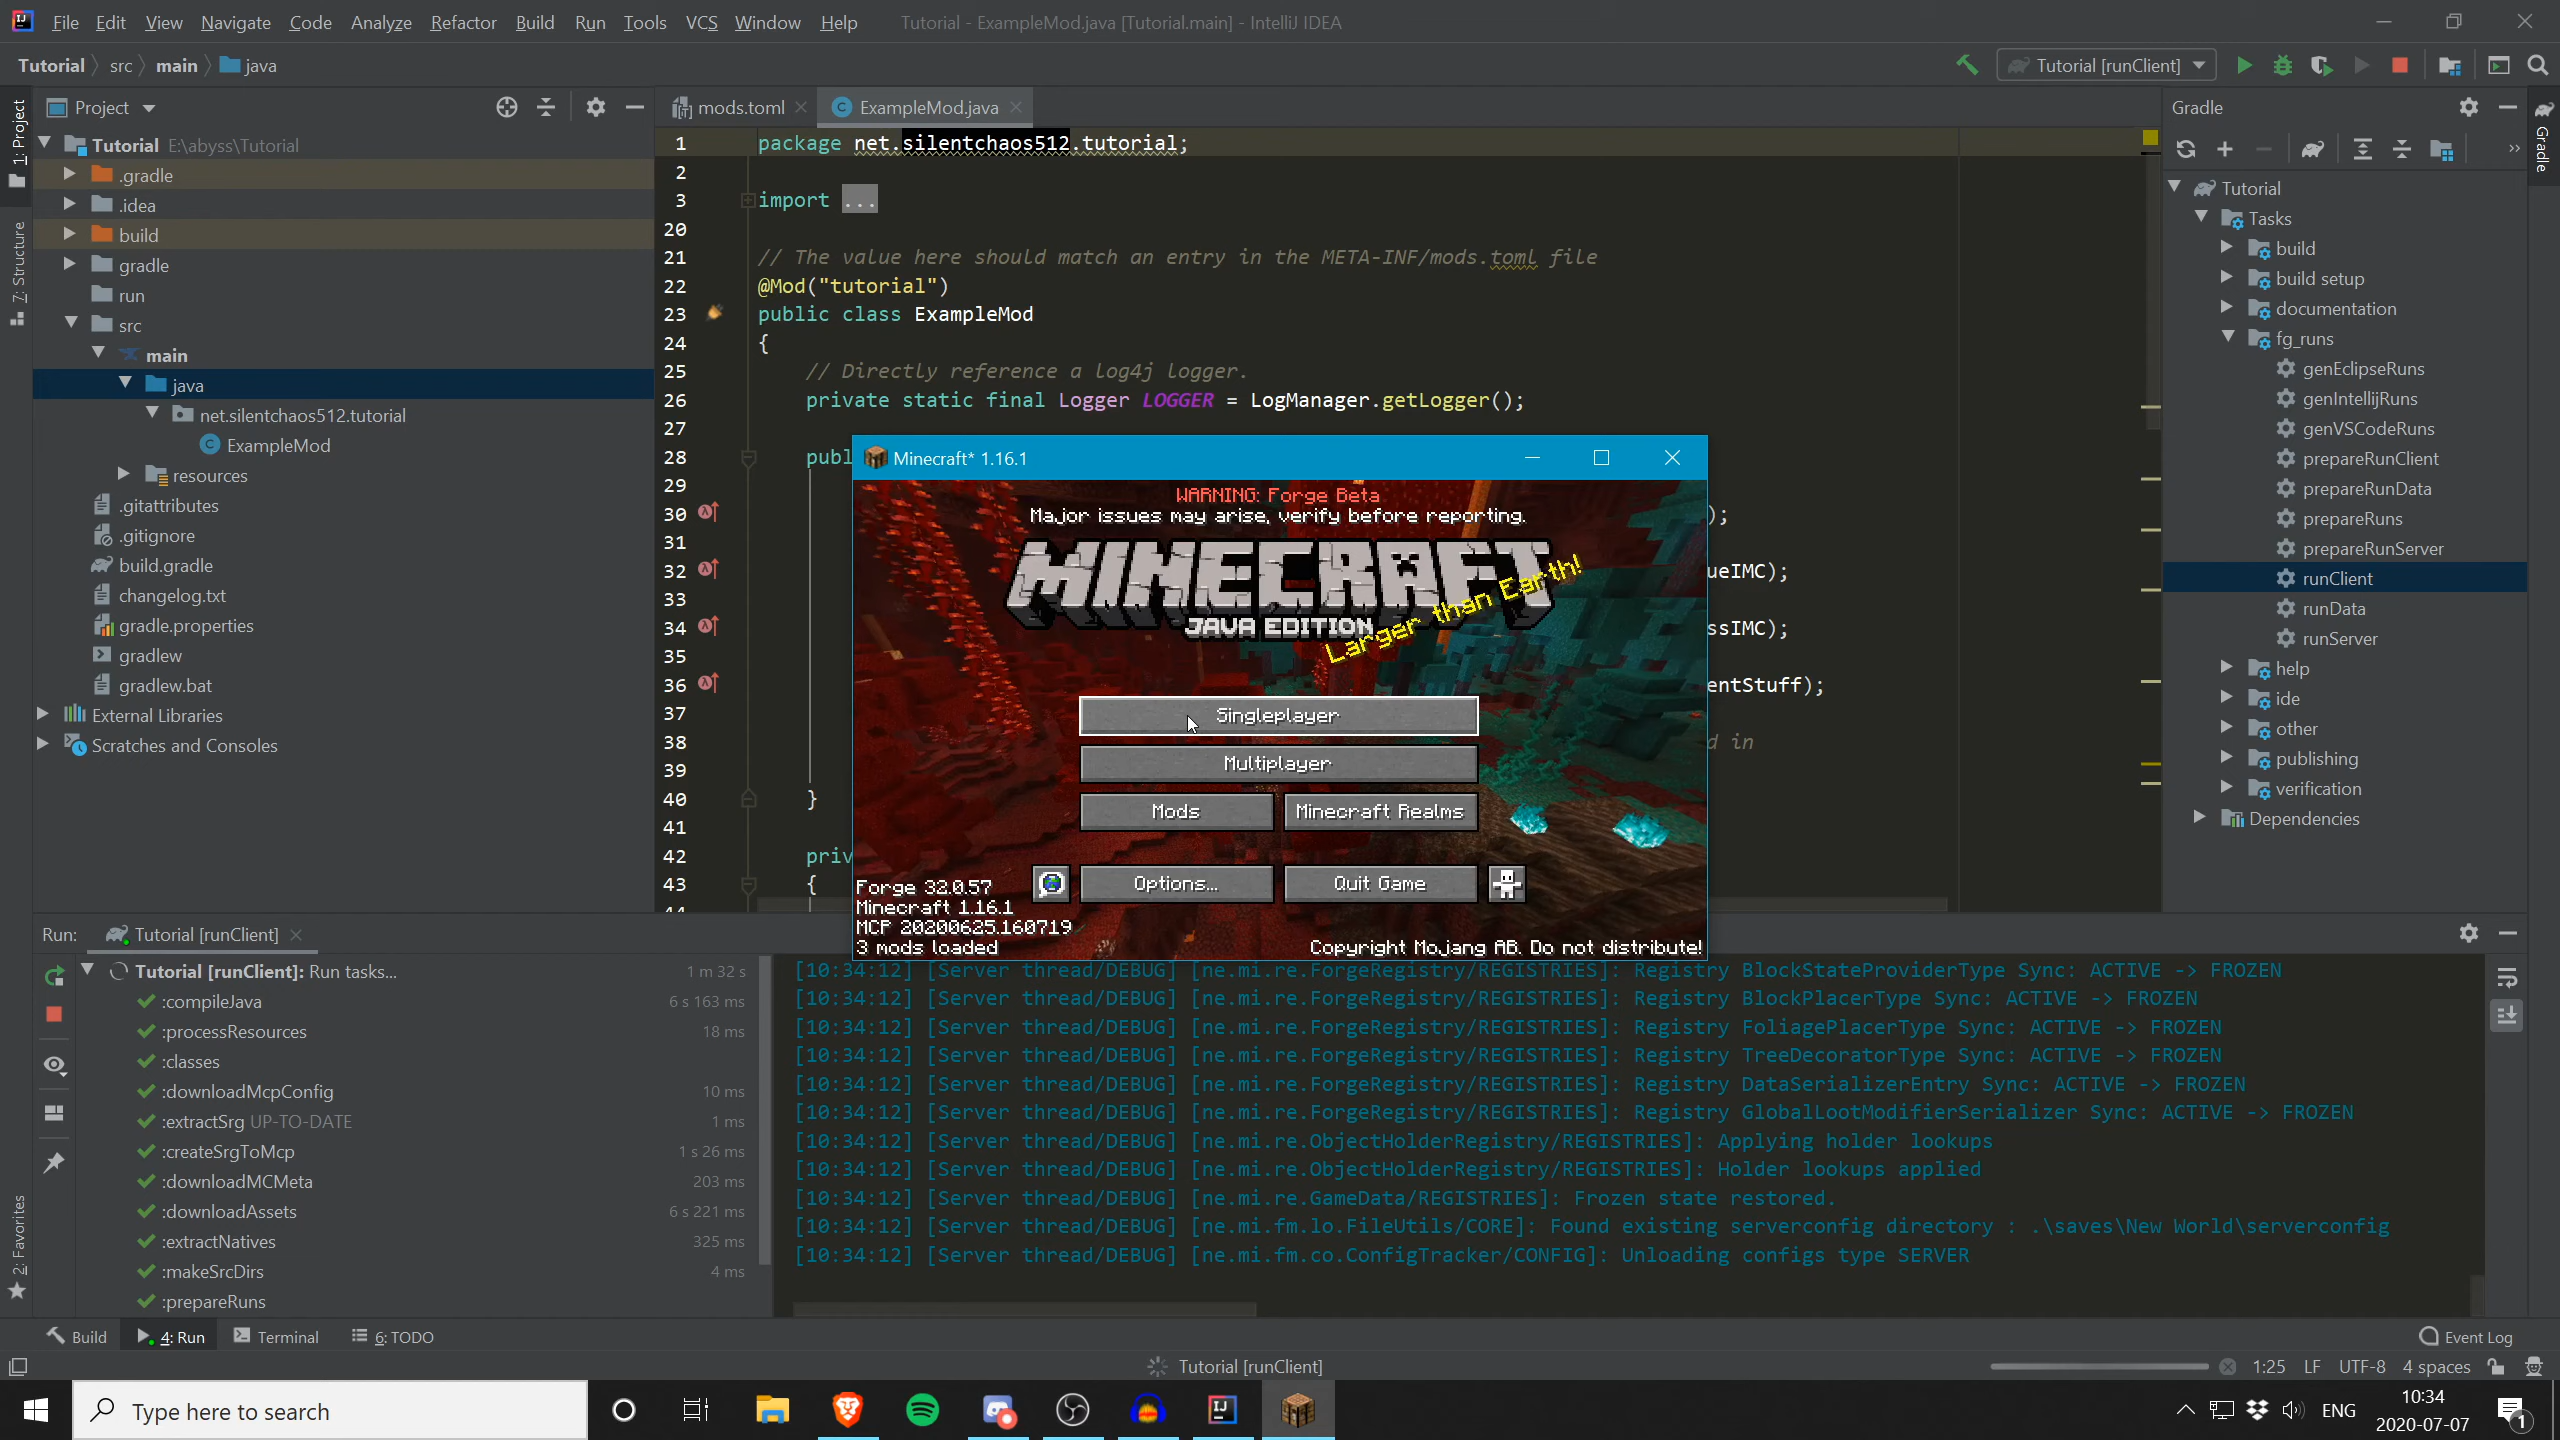 File Edit View Navigate Code Analyze Refactor Build Run Tools VCS Window Help Tutorial - ExampleMod.java [Tutorial.main] - IntelliJ IDEA
Tutorial src main java
Tutorial [runClient]
1: Project
7: Structure
2: Favorites
Project
Tutorial E:\abyss\Tutorial
.gradle
.idea
build
gradle
run
src
main
java
net.silentchaos512.tutorial
ExampleMod
resources
.gitattributes
.gitignore
build.gradle
changelog.txt
gradle.properties
gradlew
gradlew.bat
External Libraries
Scratches and Consoles
mods.toml ExampleMod.java
1 package net.silentchaos512.tutorial;
2
3 import ...
20
21 // The value here should match an entry in the META-INF/mods.toml file
22 @Mod("tutorial")
23 public class ExampleMod
24 {
25 // Directly reference a log4j logger.
26 private static final Logger LOGGER = LogManager.getLogger();
27
28 publ
29
30 );
31
32 ueIMC);
33
34 ssIMC);
35
36 entStuff);
37
38 d in
39
40 }
41
42 priv
43 {
44
Minecraft* 1.16.1
WARNING: Forge Beta
Major issues may arise, verify before reporting.
MINECRAFT
JAVA EDITION
Larger than Earth!
Singleplayer
Multiplayer
Mods
Minecraft Realms
Options...
Quit Game
Forge 32.0.57
Minecraft 1.16.1
MCP 20200625.160719
3 mods loaded
Copyright Mojang AB. Do not distribute!
Gradle
Gradle
Tutorial
Tasks
build
build setup
documentation
fg_runs
genEclipseRuns
genIntellijRuns
genVSCodeRuns
prepareRunClient
prepareRunData
prepareRuns
prepareRunServer
runClient
runData
runServer
help
ide
other
publishing
verification
Dependencies
Run: Tutorial [runClient]
Tutorial [runClient]: Run tasks... 1 m 32 s
:compileJava 6 s 163 ms
:processResources 18 ms
:classes
:downloadMcpConfig 10 ms
:extractSrg UP-TO-DATE 1 ms
:createSrgToMcp 1 s 26 ms
:downloadMCMeta 203 ms
:downloadAssets 6 s 221 ms
:extractNatives 325 ms
:makeSrcDirs 4 ms
:prepareRuns
[10:34:12] [Server thread/DEBUG] [ne.mi.re.ForgeRegistry/REGISTRIES]: Registry BlockStateProviderType Sync: ACTIVE -> FROZEN
[10:34:12] [Server thread/DEBUG] [ne.mi.re.ForgeRegistry/REGISTRIES]: Registry BlockPlacerType Sync: ACTIVE -> FROZEN
[10:34:12] [Server thread/DEBUG] [ne.mi.re.ForgeRegistry/REGISTRIES]: Registry FoliagePlacerType Sync: ACTIVE -> FROZEN
[10:34:12] [Server thread/DEBUG] [ne.mi.re.ForgeRegistry/REGISTRIES]: Registry TreeDecoratorType Sync: ACTIVE -> FROZEN
[10:34:12] [Server thread/DEBUG] [ne.mi.re.ForgeRegistry/REGISTRIES]: Registry DataSerializerEntry Sync: ACTIVE -> FROZEN
[10:34:12] [Server thread/DEBUG] [ne.mi.re.ForgeRegistry/REGISTRIES]: Registry GlobalLootModifierSerializer Sync: ACTIVE -> FROZEN
[10:34:12] [Server thread/DEBUG] [ne.mi.re.ObjectHolderRegistry/REGISTRIES]: Applying holder lookups
[10:34:12] [Server thread/DEBUG] [ne.mi.re.ObjectHolderRegistry/REGISTRIES]: Holder lookups applied
[10:34:12] [Server thread/DEBUG] [ne.mi.re.GameData/REGISTRIES]: Frozen state restored.
[10:34:12] [Server thread/DEBUG] [ne.mi.fm.lo.FileUtils/CORE]: Found existing serverconfig directory : .\saves\New World\serverconfig
[10:34:12] [Server thread/DEBUG] [ne.mi.fm.co.ConfigTracker/CONFIG]: Unloading configs type SERVER
Build 4: Run Terminal 6: TODO Event Log
Tutorial [runClient] 1:25 LF UTF-8 4 spaces
Type here to search
ENG
10:34
2020-07-07
1